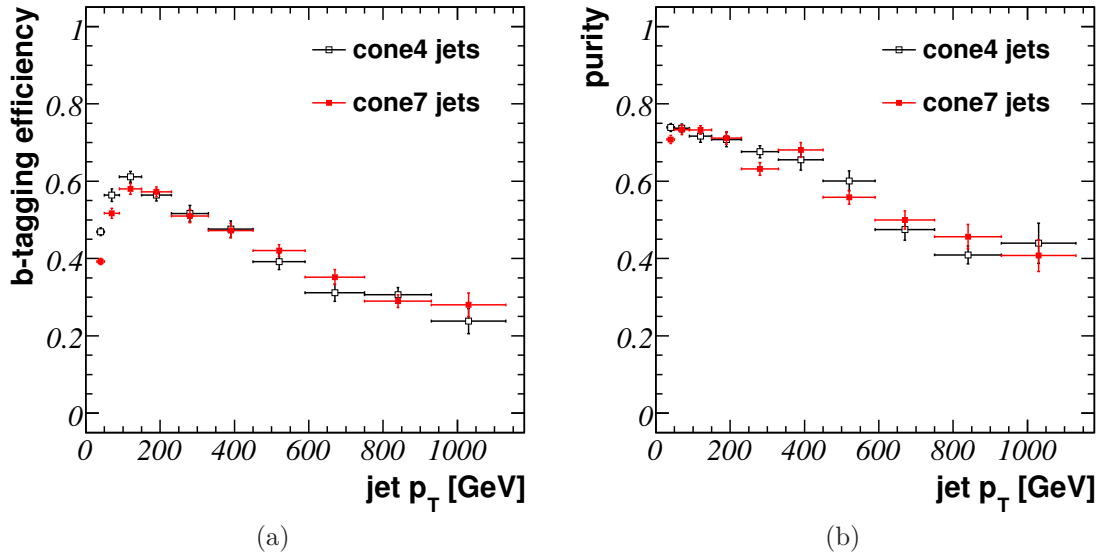 b-tagging efficiency
1
0.8
0.6
0.4
0.2
0
0 200 400 600 800 1000
jet p_T [GeV]
cone4 jets
cone7 jets
(a)
purity
1
0.8
0.6
0.4
0.2
0
0 200 400 600 800 1000
jet p_T [GeV]
cone4 jets
cone7 jets
(b)